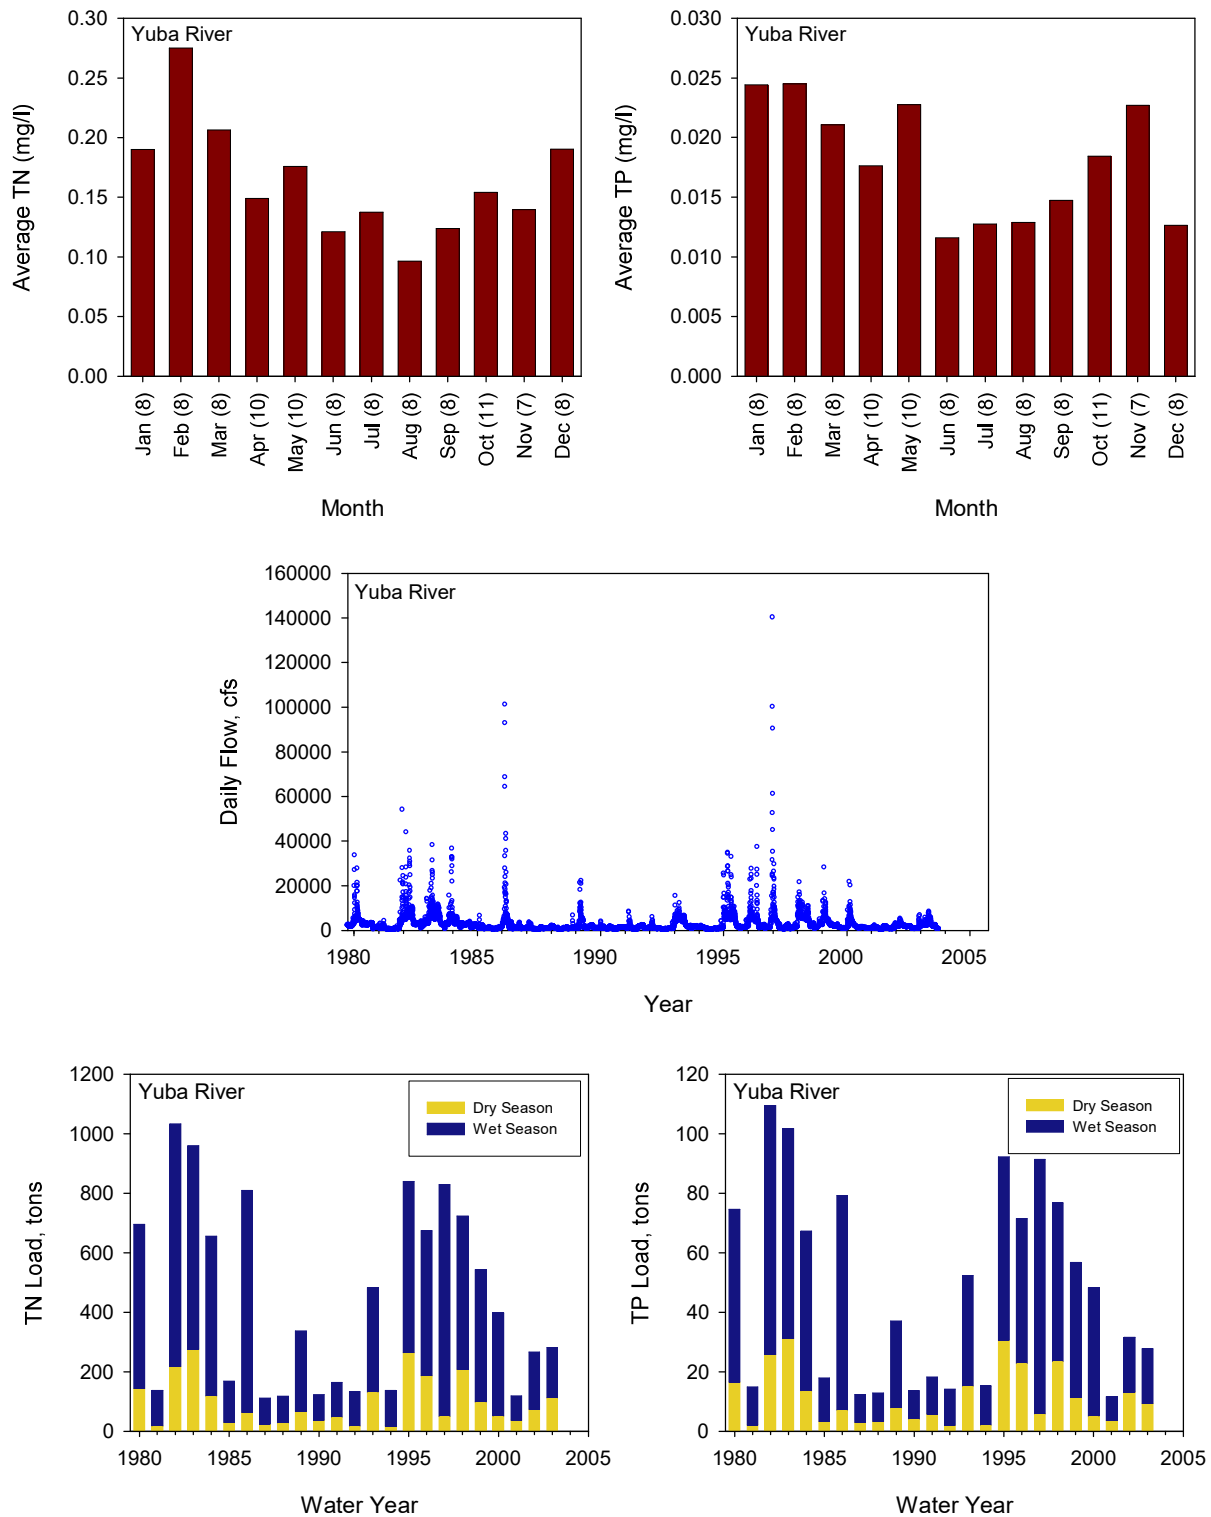 Yuba River
Average TN (mg/l)
0.30
0.25
0.20
0.15
0.10
0.05
0.00
Jan (8)
Feb (8)
Mar (8)
Apr (10)
May (10)
Jun (8)
Jul (8)
Aug (8)
Sep (8)
Oct (11)
Nov (7)
Dec (8)
Month
Yuba River
Average TP (mg/l)
0.030
0.025
0.020
0.015
0.010
0.005
0.000
Jan (8)
Feb (8)
Mar (8)
Apr (10)
May (10)
Jun (8)
Jul (8)
Aug (8)
Sep (8)
Oct (11)
Nov (7)
Dec (8)
Month
Yuba River
Daily Flow, cfs
160000
140000
120000
100000
80000
60000
40000
20000
0
1980 1985 1990 1995 2000 2005
Year
Yuba River
Dry Season
Wet Season
TN Load, tons
1200
1000
800
600
400
200
0
1980 1985 1990 1995 2000 2005
Water Year
Yuba River
Dry Season
Wet Season
TP Load, tons
120
100
80
60
40
20
0
1980 1985 1990 1995 2000 2005
Water Year